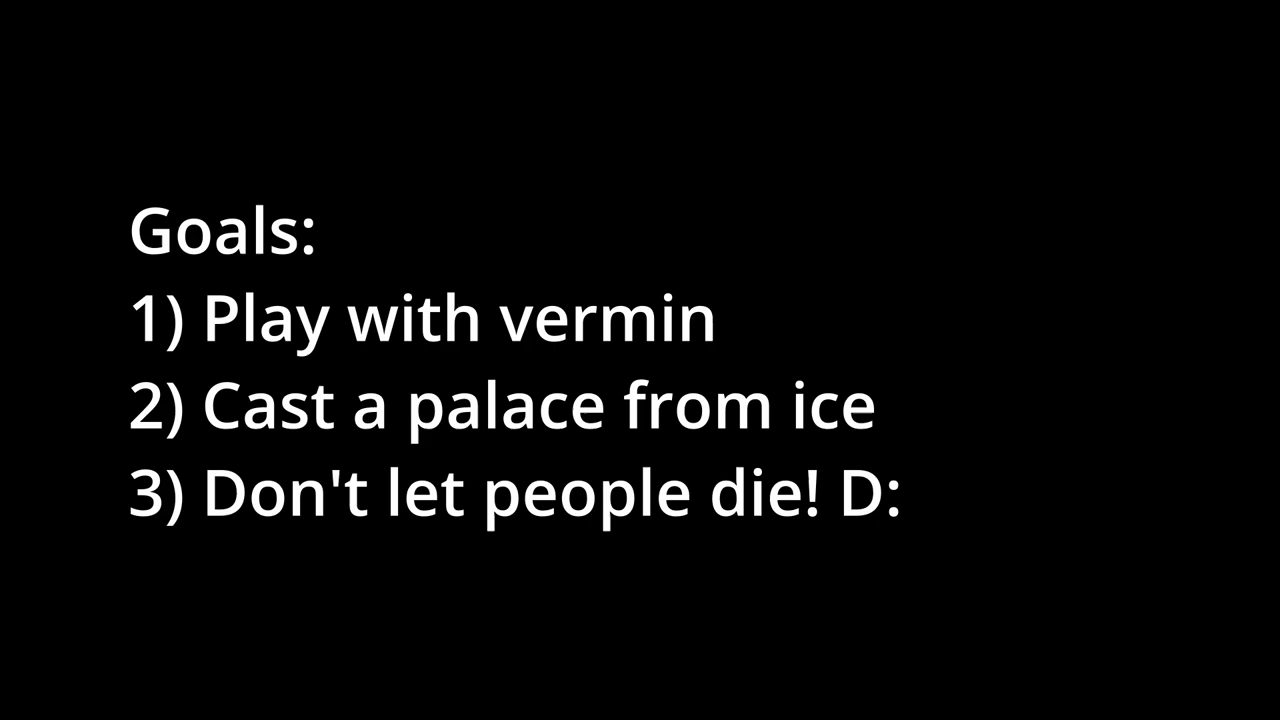 Goals:
1) Play with vermin
2) Cast a palace from ice
3) Don't let people die! D: